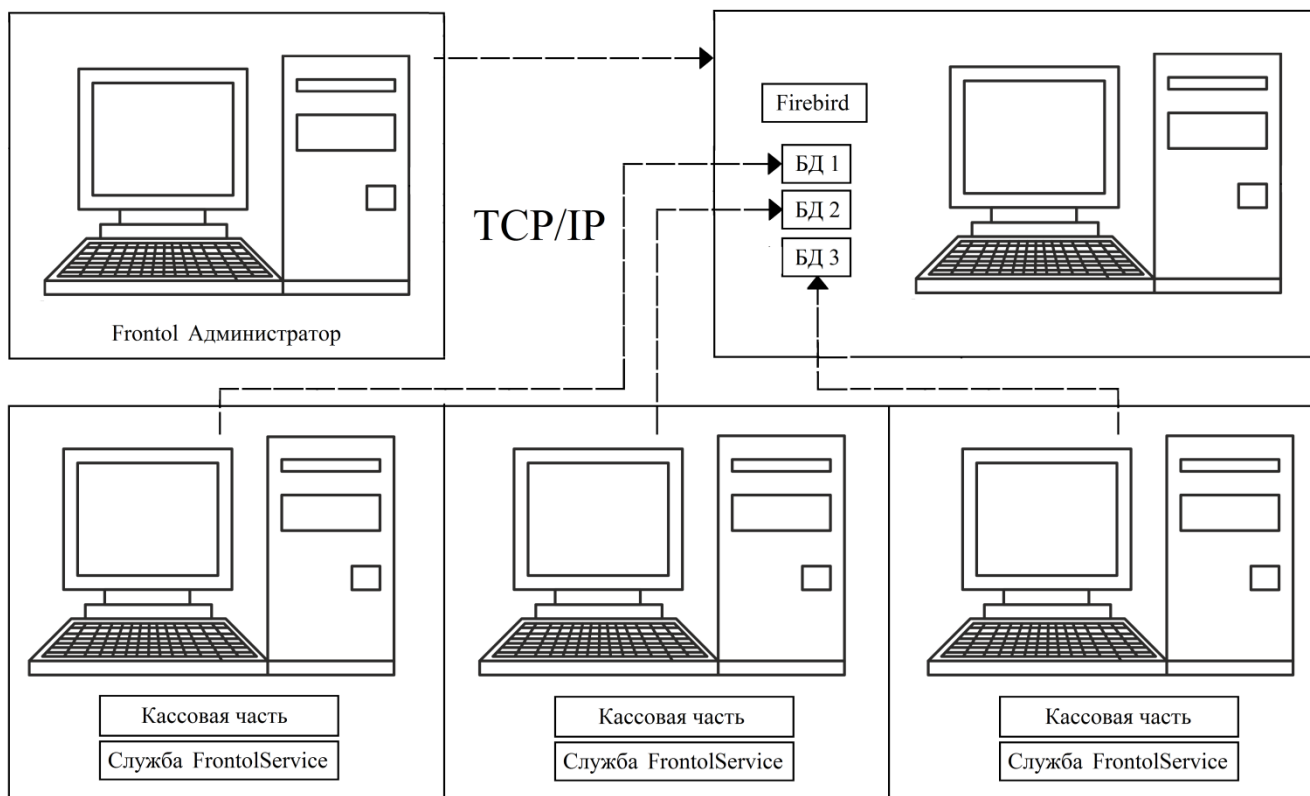 Firebird
БД 1
БД 2
TCP/IP
БД 3
Frontol Администратор
Кассовая часть
Служба FrontolService
Кассовая часть
Служба FrontolService
Кассовая часть
Служба FrontolService